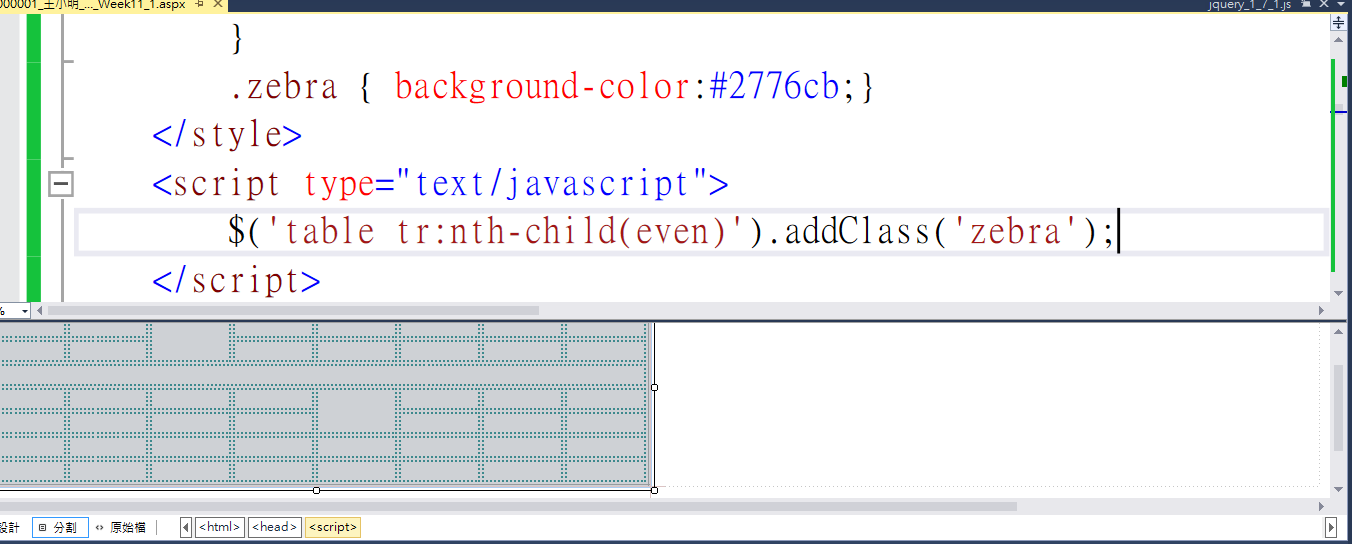 000001_王小明_..._Week11_1.aspx
jquery_1_7_1.js
}
.zebra { background-color:#2776cb;}
</style>
<script type="text/javascript">
$('table tr:nth-child(even)').addClass('zebra');
</script>
%
設計 分割 原始檔 <html> <head> <script>